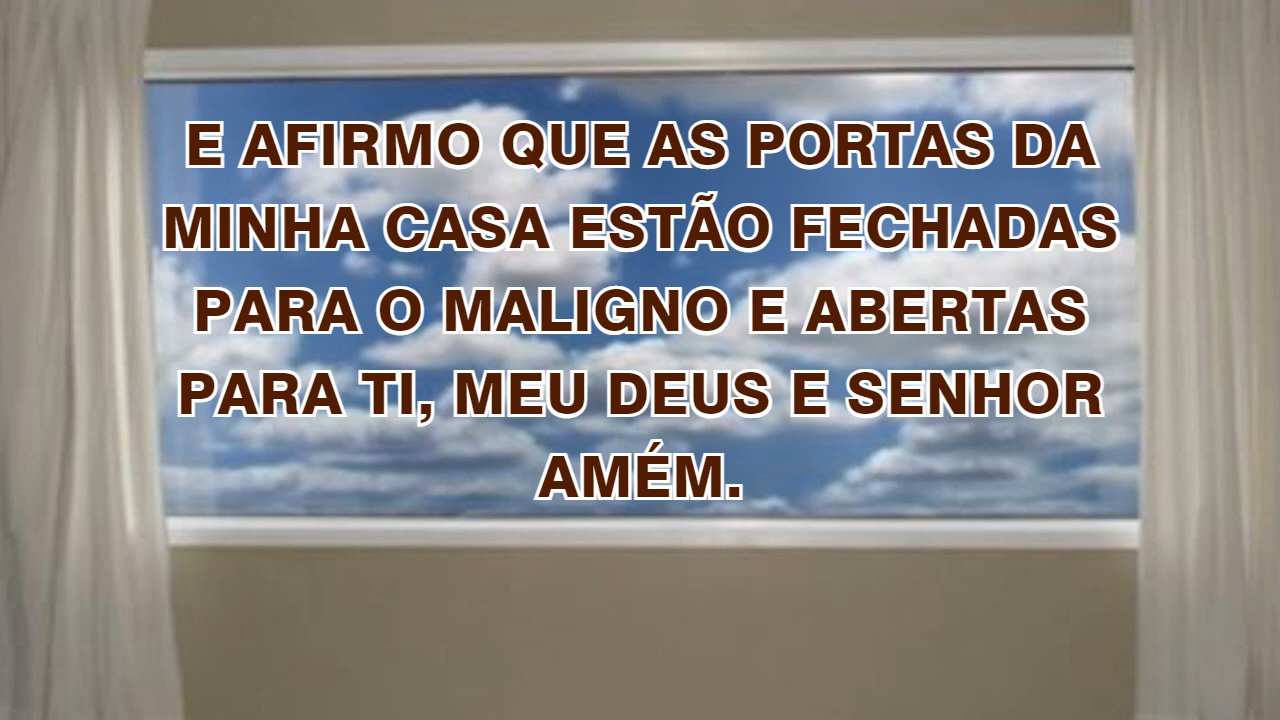 E AFIRMO QUE AS PORTAS DA
MINHA CASA ESTÃO FECHADAS
PARA O MALIGNO E ABERTAS
PARA TI, MEU DEUS E SENHOR
AMÉM.